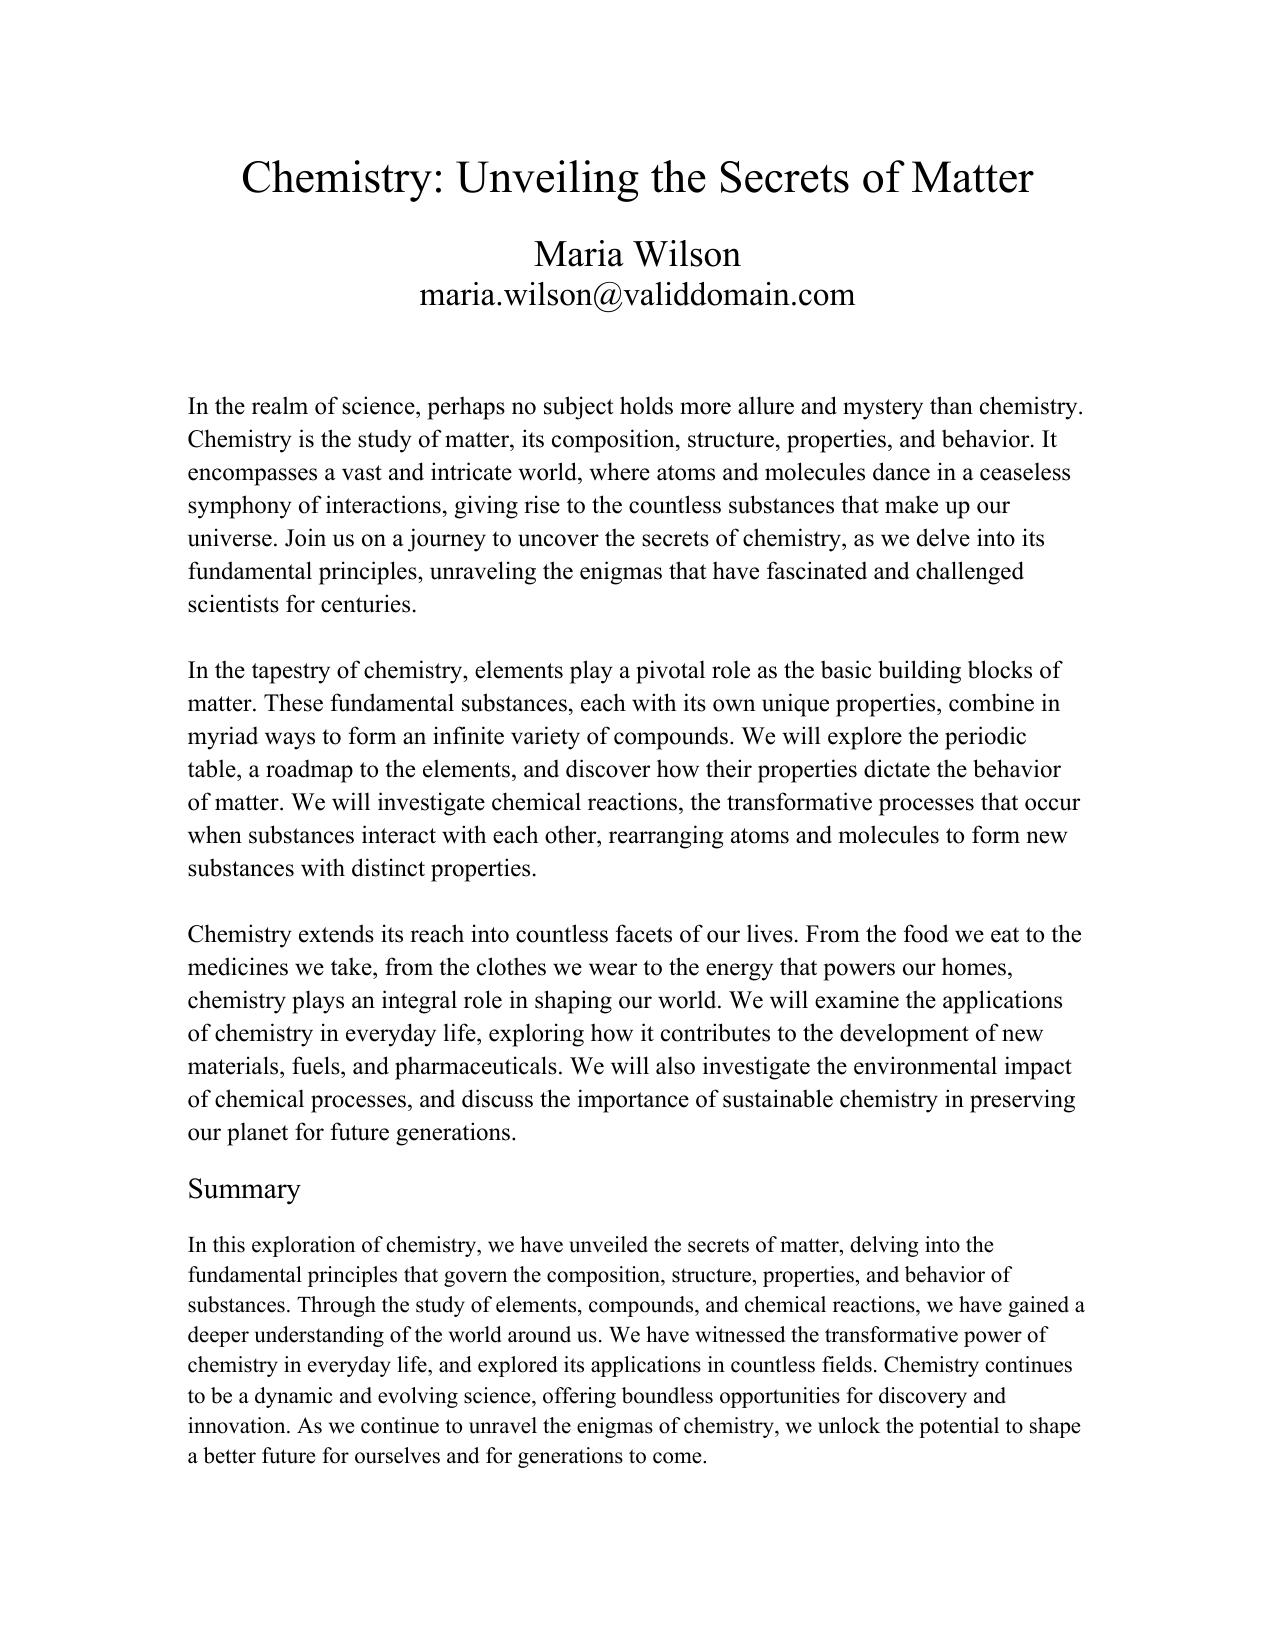 Chemistry: Unveiling the Secrets of Matter
Maria Wilson
maria.wilson@validdomain.com
In the realm of science, perhaps no subject holds more allure and mystery than chemistry.
Chemistry is the study of matter, its composition, structure, properties, and behavior. It
encompasses a vast and intricate world, where atoms and molecules dance in a ceaseless
symphony of interactions, giving rise to the countless substances that make up our
universe. Join us on a journey to uncover the secrets of chemistry, as we delve into its
fundamental principles, unraveling the enigmas that have fascinated and challenged
scientists for centuries.
In the tapestry of chemistry, elements play a pivotal role as the basic building blocks of
matter. These fundamental substances, each with its own unique properties, combine in
myriad ways to form an infinite variety of compounds. We will explore the periodic
table, a roadmap to the elements, and discover how their properties dictate the behavior
of matter. We will investigate chemical reactions, the transformative processes that occur
when substances interact with each other, rearranging atoms and molecules to form new
substances with distinct properties.
Chemistry extends its reach into countless facets of our lives. From the food we eat to the
medicines we take, from the clothes we wear to the energy that powers our homes,
chemistry plays an integral role in shaping our world. We will examine the applications
of chemistry in everyday life, exploring how it contributes to the development of new
materials, fuels, and pharmaceuticals. We will also investigate the environmental impact
of chemical processes, and discuss the importance of sustainable chemistry in preserving
our planet for future generations.
Summary
In this exploration of chemistry, we have unveiled the secrets of matter, delving into the
fundamental principles that govern the composition, structure, properties, and behavior of
substances. Through the study of elements, compounds, and chemical reactions, we have gained a
deeper understanding of the world around us. We have witnessed the transformative power of
chemistry in everyday life, and explored its applications in countless fields. Chemistry continues
to be a dynamic and evolving science, offering boundless opportunities for discovery and
innovation. As we continue to unravel the enigmas of chemistry, we unlock the potential to shape
a better future for ourselves and for generations to come.